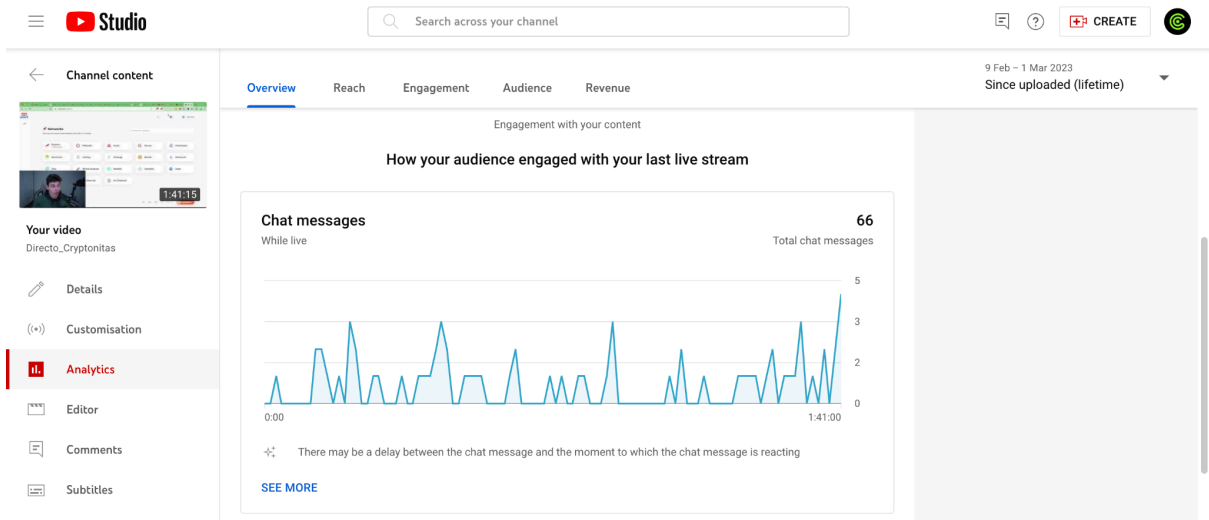 Studio
Search across your channel
CREATE
Channel content
1:41:15
Your video
Directo_Cryptonitas
Details
Customisation
Analytics
Editor
Comments
Subtitles
Overview Reach Engagement Audience Revenue
9 Feb – 1 Mar 2023
Since uploaded (lifetime)
Engagement with your content
How your audience engaged with your last live stream
Chat messages 66
While live Total chat messages
5
3
2
0
0:00 1:41:00
There may be a delay between the chat message and the moment to which the chat message is reacting
SEE MORE